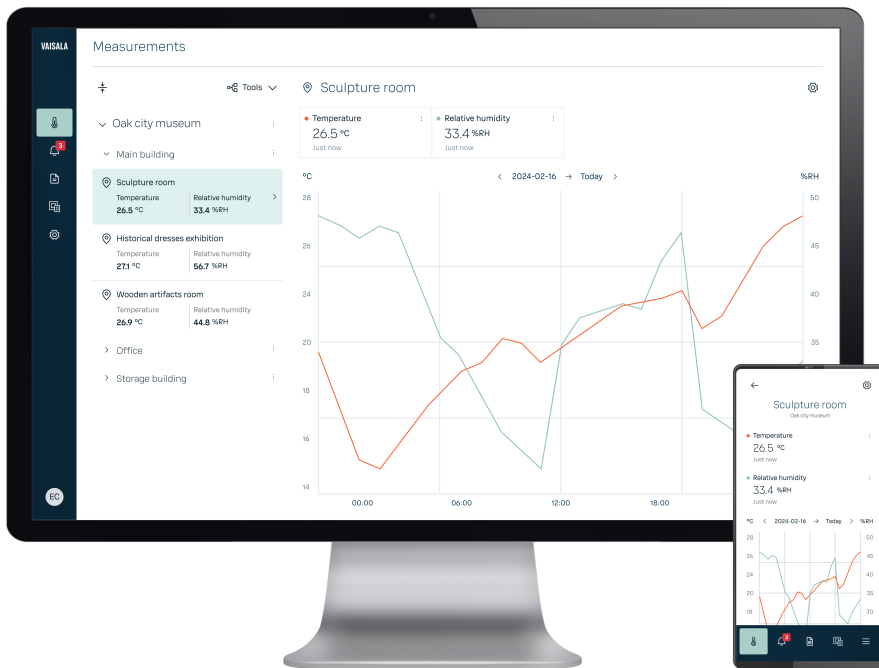 VAISALA
Measurements
Tools
Sculpture room
Oak city museum
Main building
Sculpture room
Temperature
Relative humidity
26.5 °C
33.4 %RH
Historical dresses exhibition
Temperature
Relative humidity
27.1 °C
56.7 %RH
Wooden artifacts room
Temperature
Relative humidity
26.9 °C
44.8 %RH
Office
Storage building
3
EC
Temperature
26.5 °C
Just now
Relative humidity
33.4 %RH
Just now
°C
2024-02-16 → Today
%RH
28
26
24
20
18
16
14
50
45
40
35
00:00
06:00
12:00
18:00
Sculpture room
Oak city museum
Temperature
26.5 °C
Just now
Relative humidity
33.4 %RH
Just now
°C
2024-02-16 → Today
%RH
28
26
24
20
18
50
45
40
35
30
3